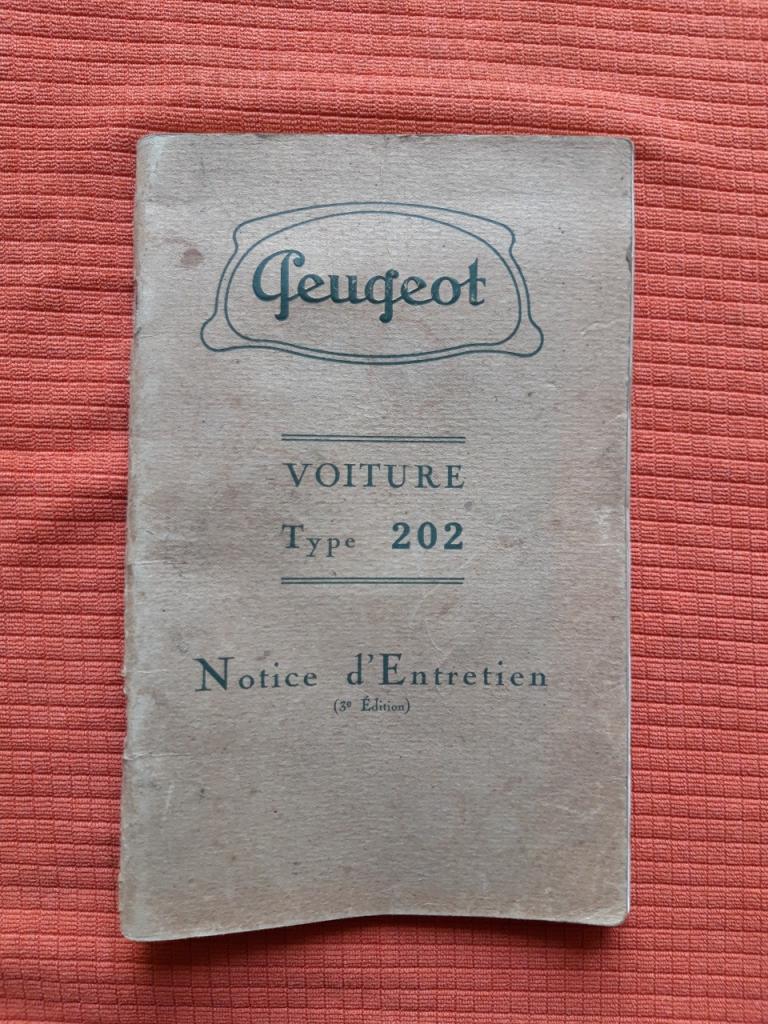 Peugeot
VOITURE
Type 202
Notice d'Entretien
(3e Édition)